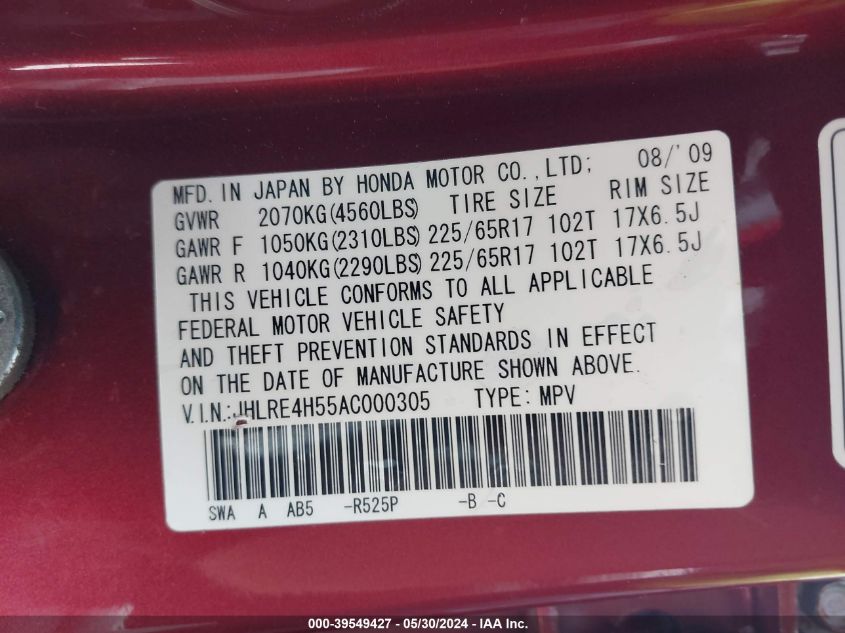 MFD. IN JAPAN BY HONDA MOTOR CO.,LTD; 08/'09
GVWR 2070KG(4560LBS) TIRE SIZE RIM SIZE
GAWR F 1050KG(2310LBS) 225/65R17 102T 17X6.5J
GAWR R 1040KG(2290LBS) 225/65R17 102T 17X6.5J
THIS VEHICLE CONFORMS TO ALL APPLICABLE
FEDERAL MOTOR VEHICLE SAFETY
AND THEFT PREVENTION STANDARDS IN EFFECT
ON THE DATE OF MANUFACTURE SHOWN ABOVE.
V.I.N.:JHLRE4H55AC000305 TYPE: MPV
SWA A AB5 -R525P -B -C
000-39549427 - 05/30/2024 - IAA Inc.